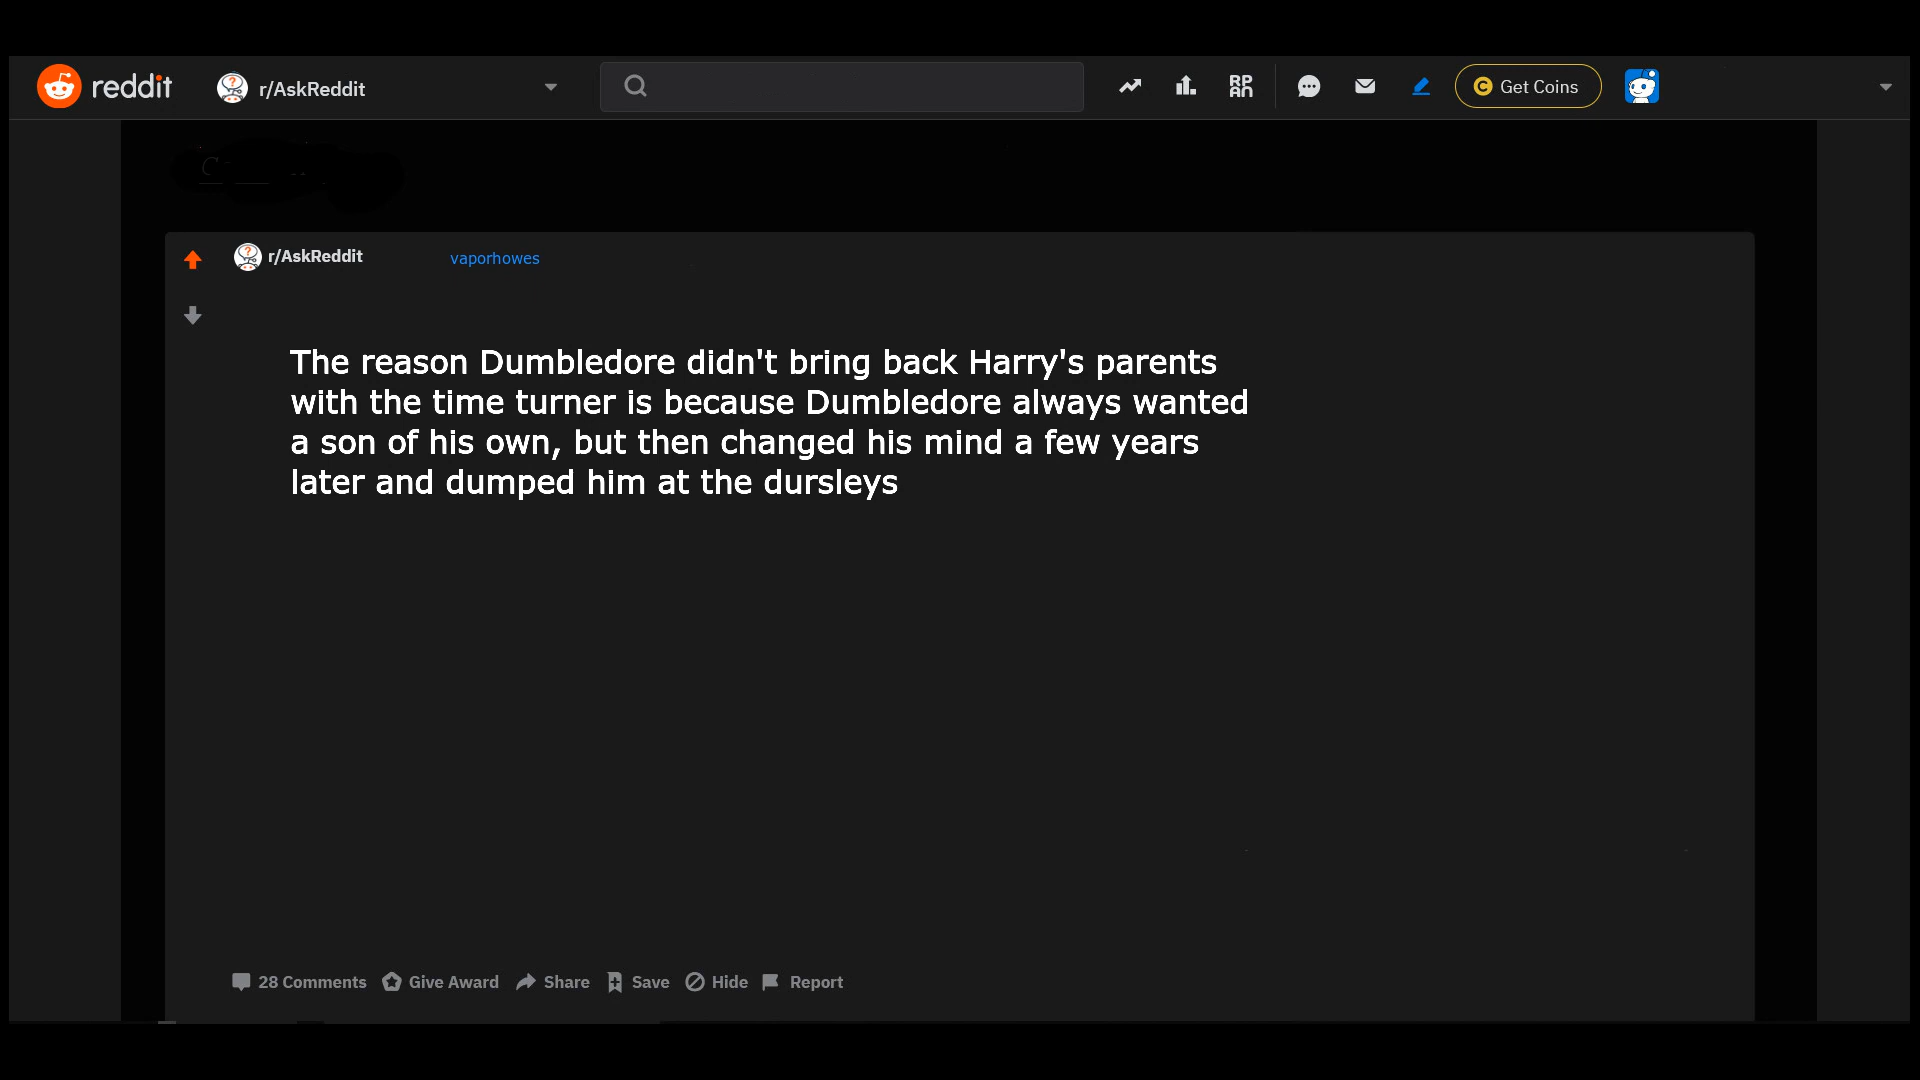 reddit r/AskReddit RPAN Get Coins
r/AskReddit vaporhowes
The reason Dumbledore didn't bring back Harry's parents
with the time turner is because Dumbledore always wanted
a son of his own, but then changed his mind a few years
later and dumped him at the dursleys
28 Comments Give Award Share Save Hide Report